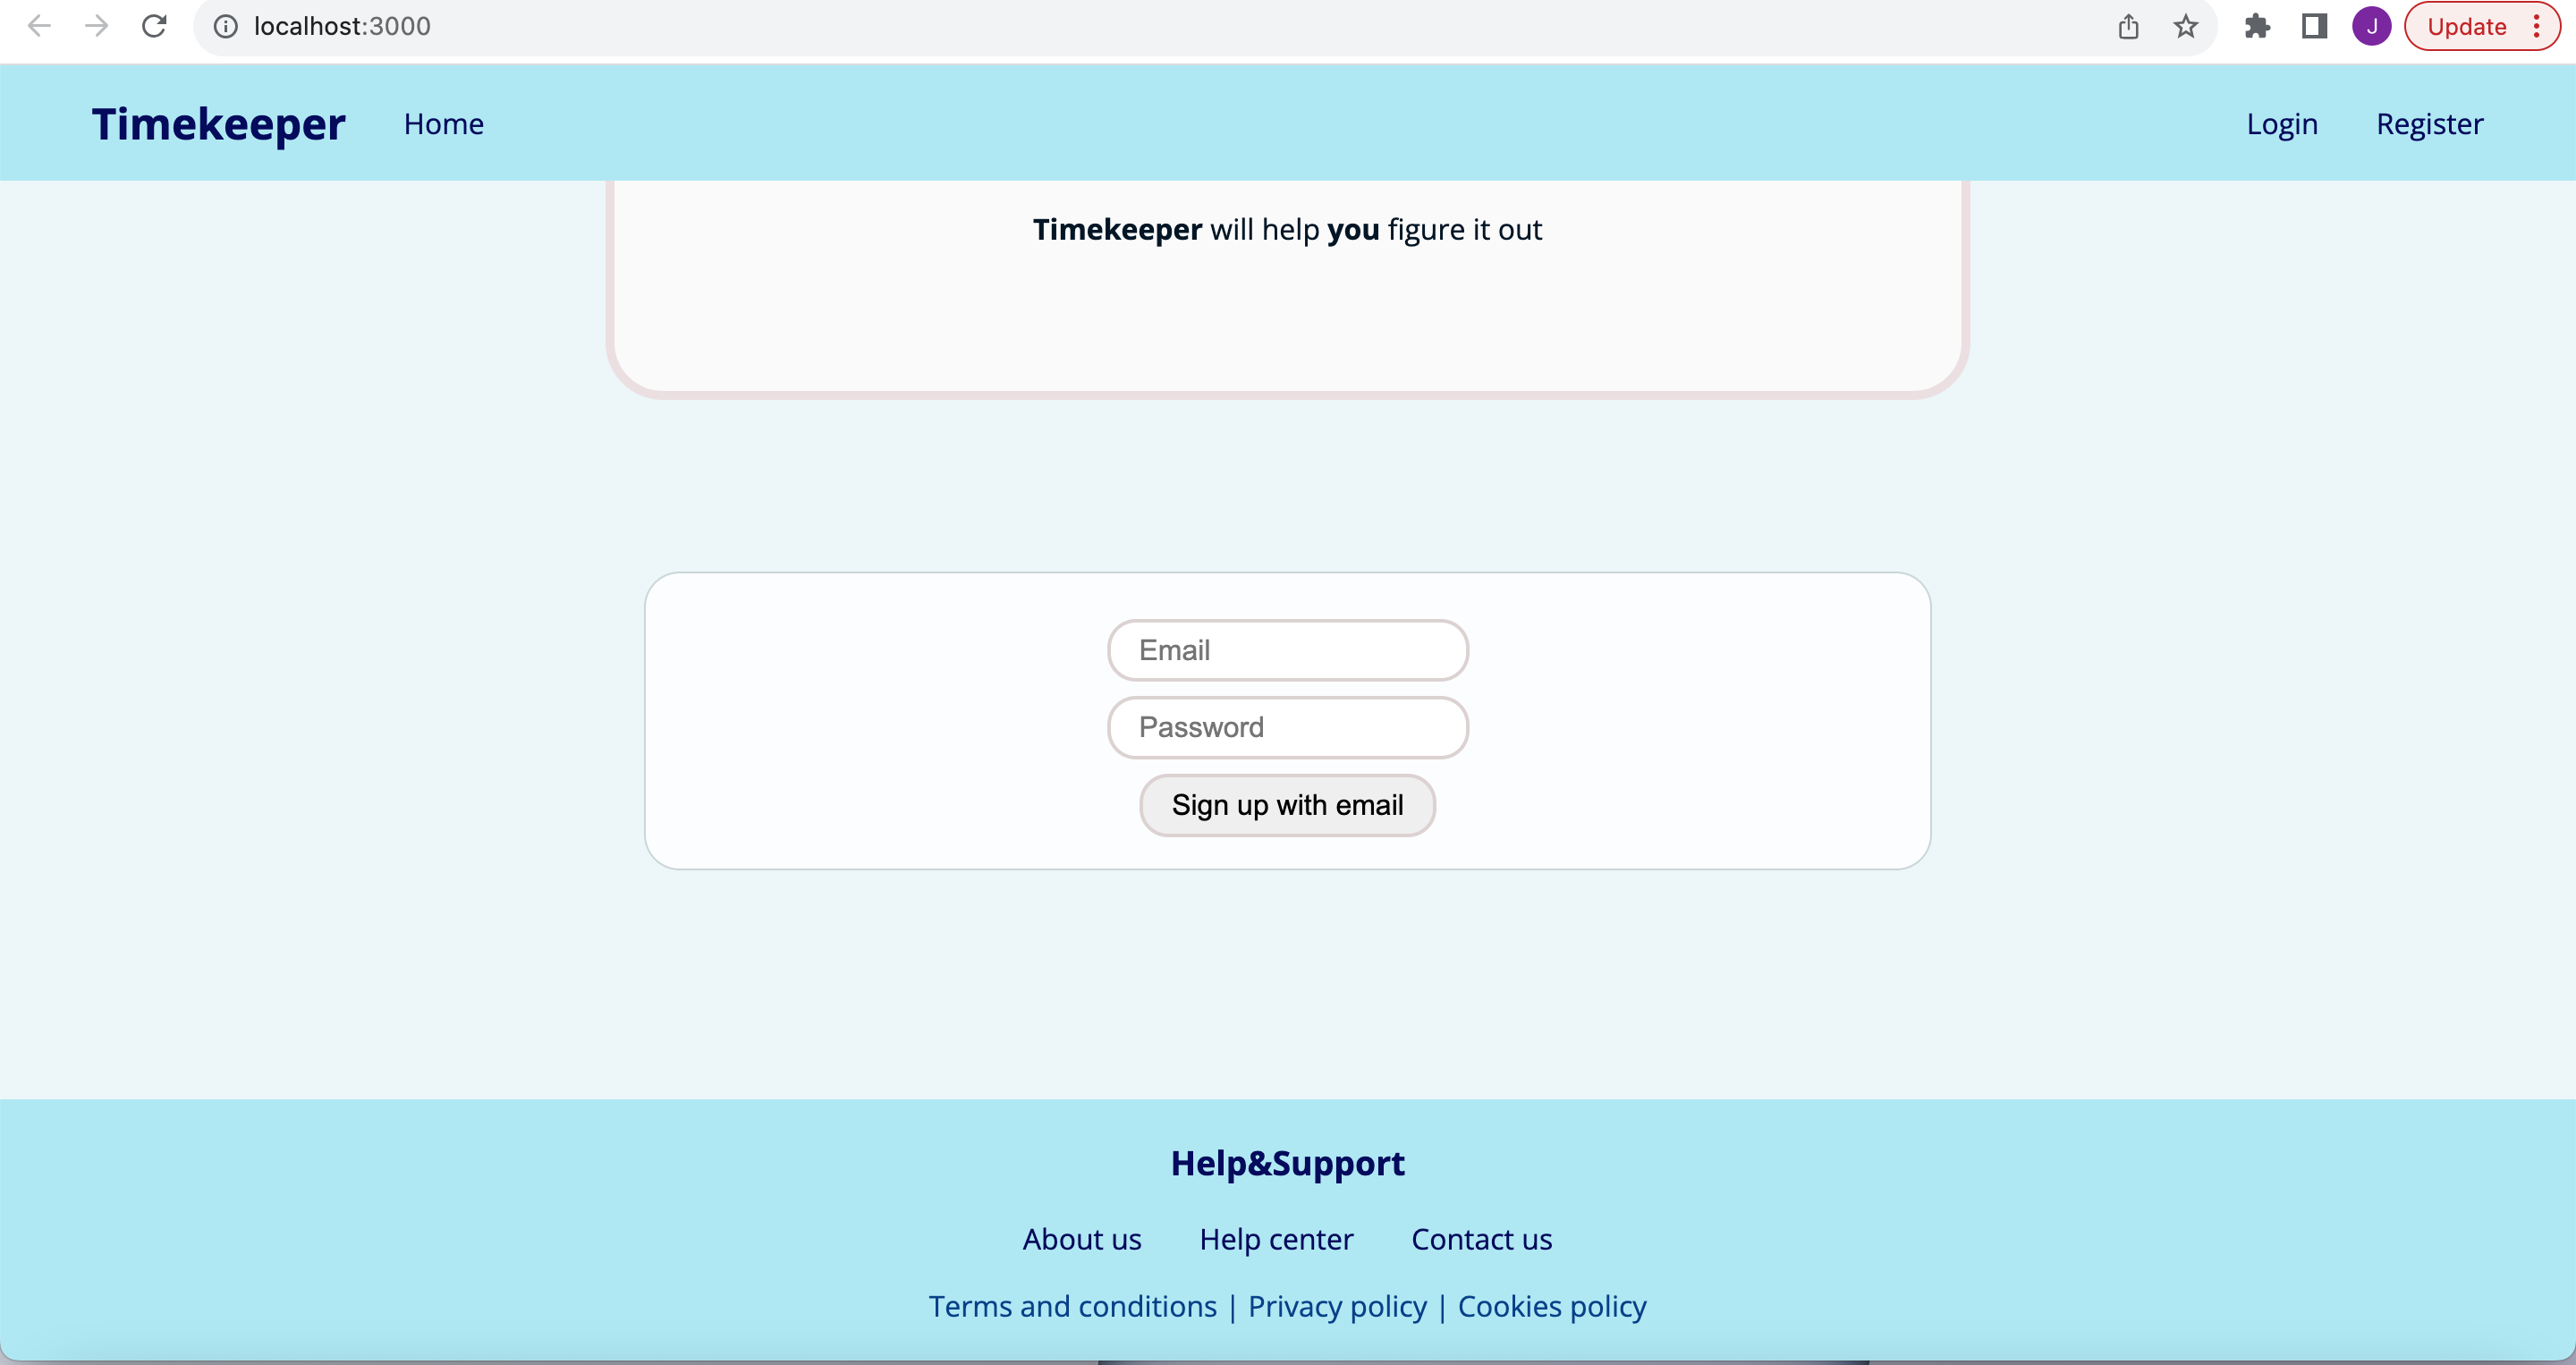 localhost:3000
J
Update
Timekeeper Home Login Register
Timekeeper will help you figure it out
Email
Password
Sign up with email
Help&Support
About us Help center Contact us
Terms and conditions | Privacy policy | Cookies policy